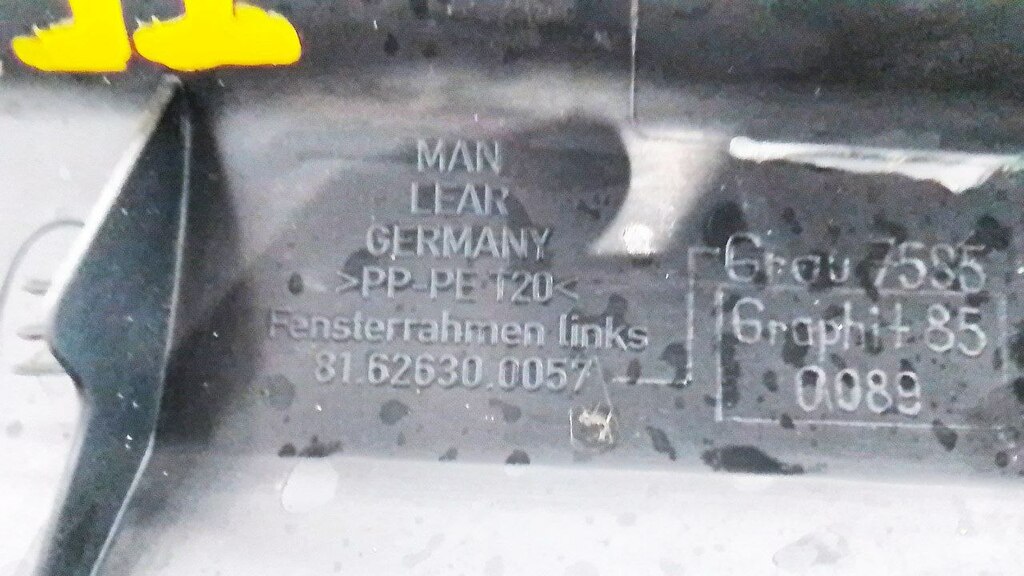 MAN
LEAR
GERMANY
>PP-PE T20<
Fensterrahmen links
81.62630.0057
Grau 7585
Graphit 85
0089